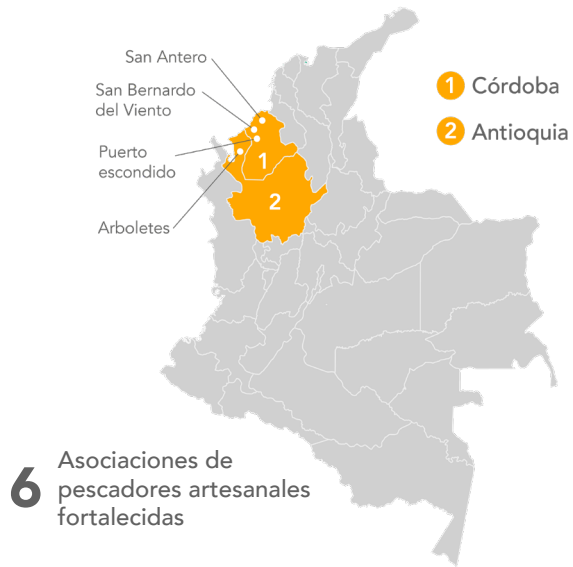 San Antero
San Bernardo
del Viento
Puerto
escondido
Arboletes
1 Córdoba
2 Antioquia
1
2
6
Asociaciones de
pescadores artesanales
fortalecidas